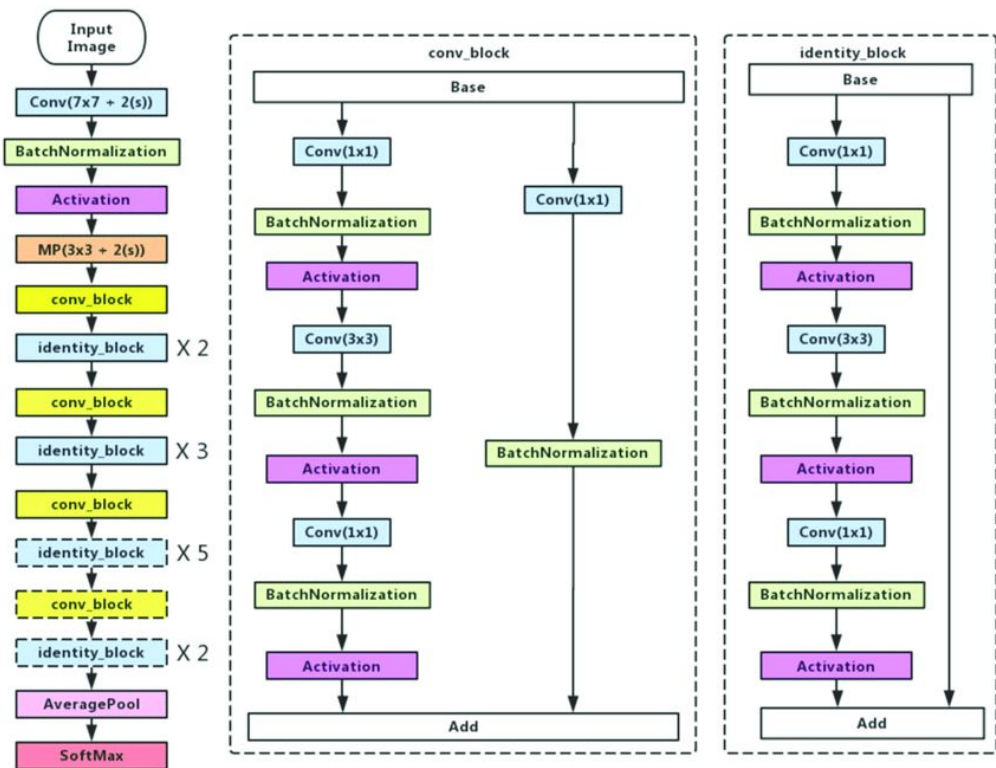 Input
Image
Conv(7x7 + 2(s))
BatchNormalization
Activation
MP(3x3 + 2(s))
conv_block
identity_block X 2
conv_block
identity_block X 3
conv_block
identity_block X 5
conv_block
identity_block X 2
AveragePool
SoftMax
conv_block
Base
Conv(1x1)
BatchNormalization
Activation
Conv(3x3)
BatchNormalization
Activation
Conv(1x1)
BatchNormalization
Activation
Conv(1x1)
BatchNormalization
Add
identity_block
Base
Conv(1x1)
BatchNormalization
Activation
Conv(3x3)
BatchNormalization
Activation
Conv(1x1)
BatchNormalization
Activation
Add